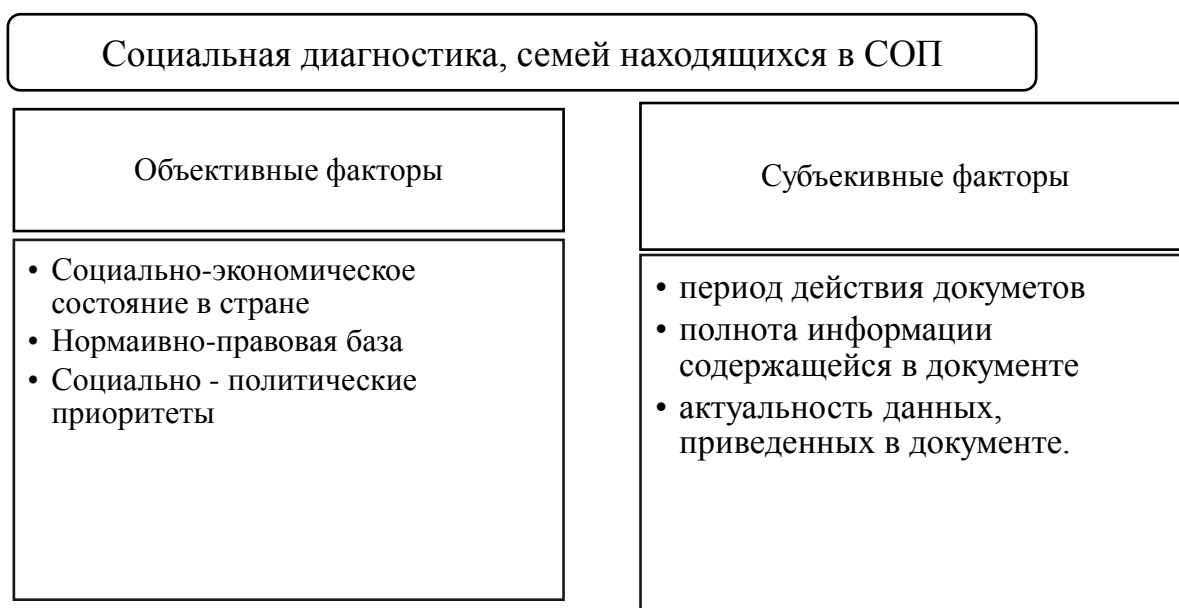 Социальная диагностика, семей находящихся в СОП
Объективные факторы
• Социально-экономическое
состояние в стране
• Нормаивно-правовая база
• Социально - политические
приоритеты
Субъекивные факторы
• период действия докуметов
• полнота информации
содержащейся в документе
• актуальность данных,
приведенных в документе.